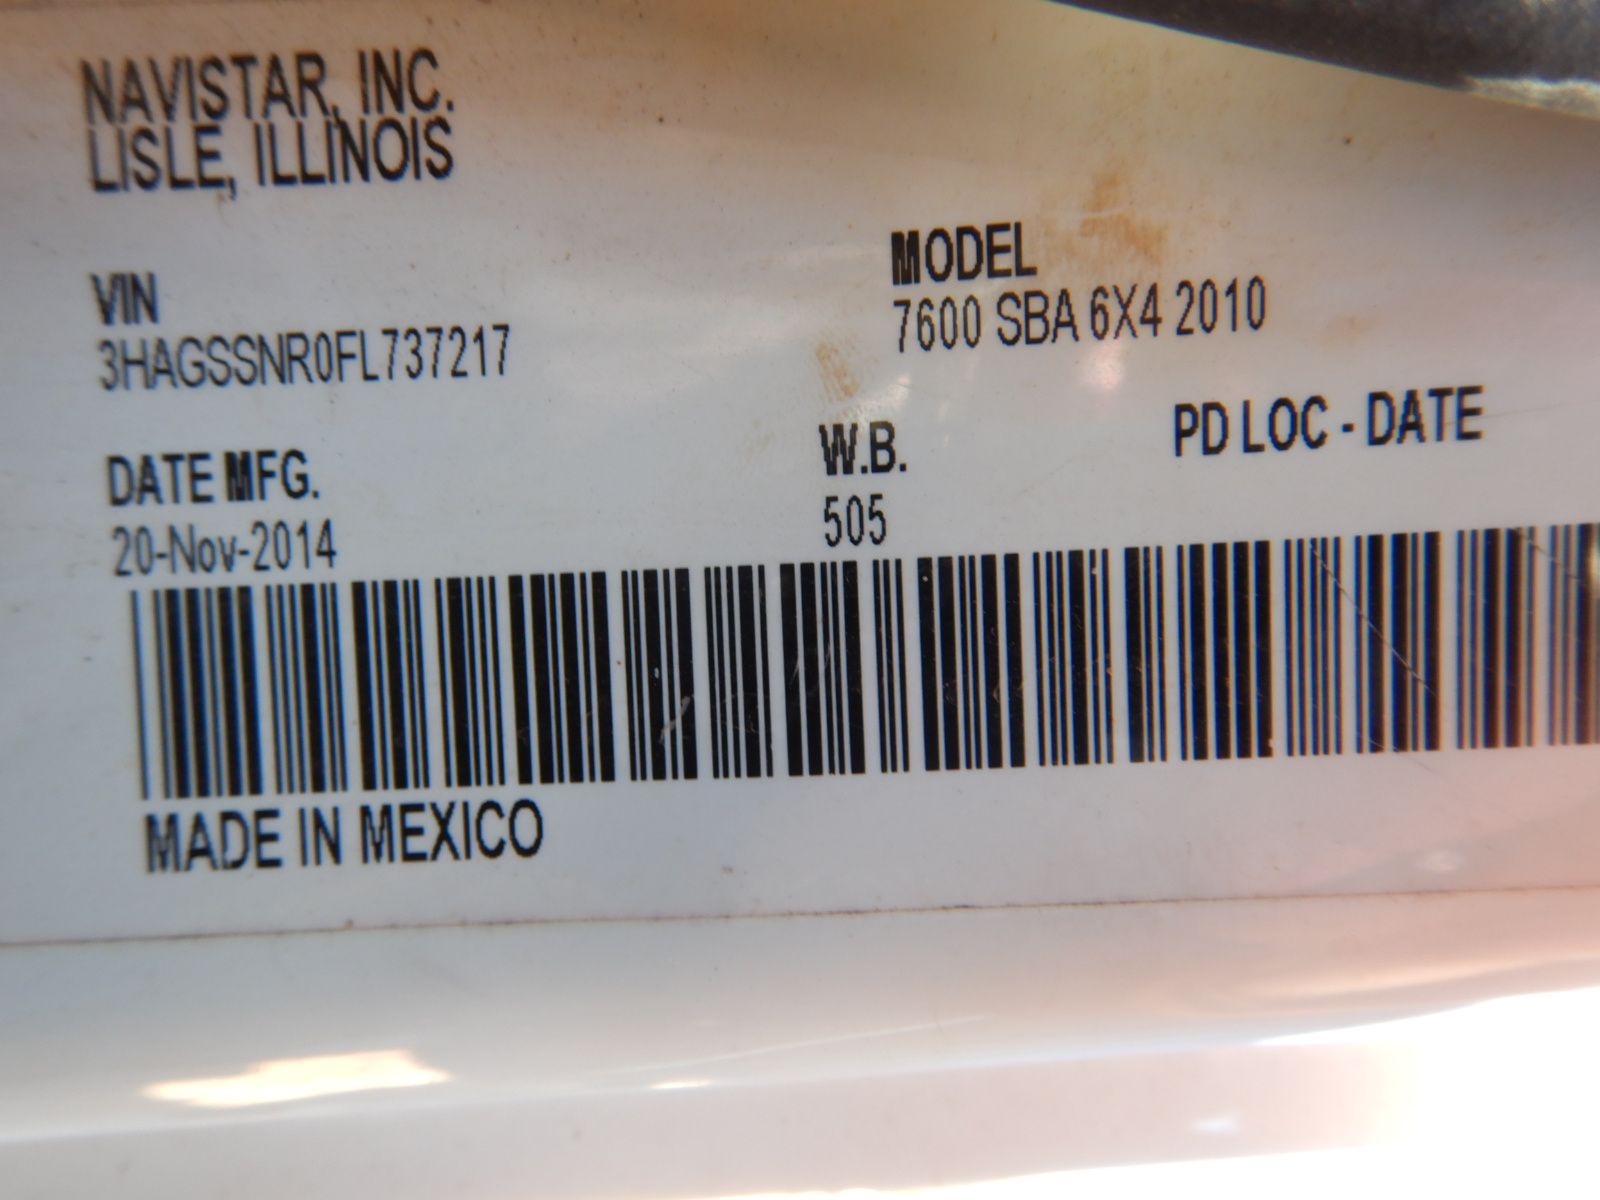 NAVISTAR, INC.
LISLE, ILLINOIS
VIN
3HAGSSNR0FL737217
MODEL
7600 SBA 6X4 2010
DATE MFG.
20-Nov-2014
W.B.
505
PD LOC - DATE
MADE IN MEXICO